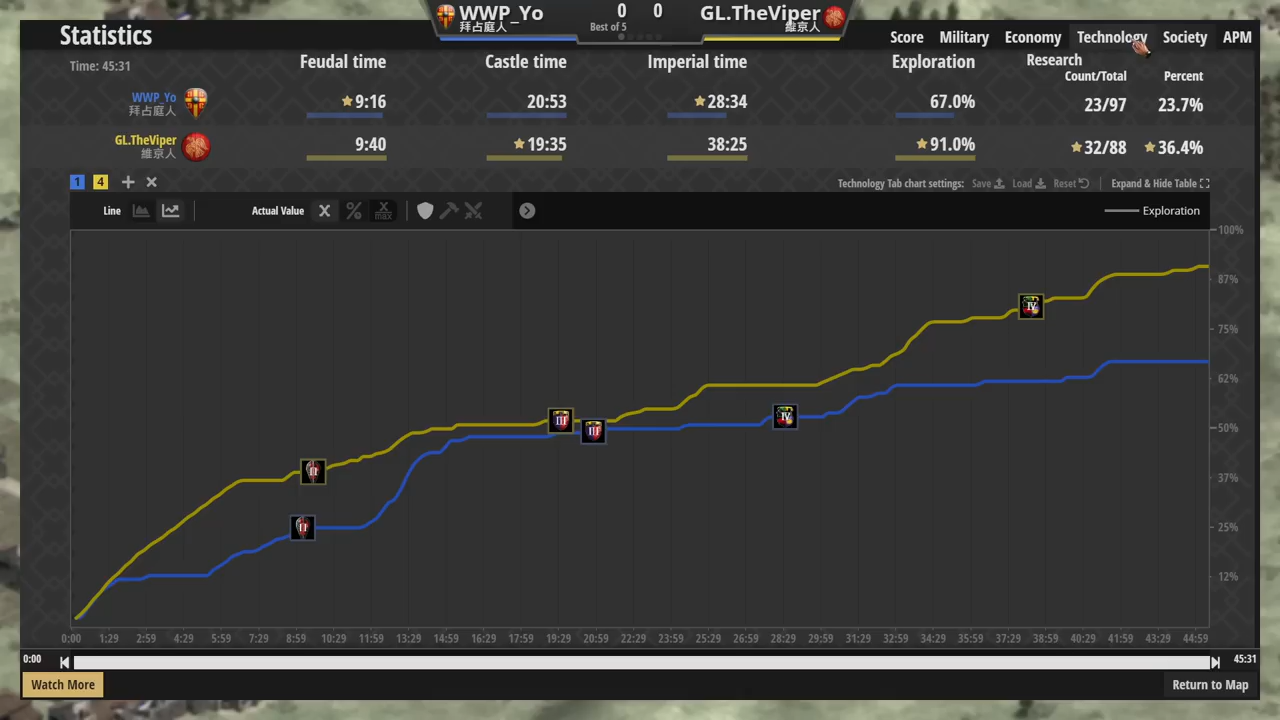 WWP_Yo
拜占庭人
0 0
Best of 5
GL.TheViper
維京人
Statistics
Score Military Economy Technology Society APM
Time: 45:31
Feudal time Castle time Imperial time Exploration Research
Count/Total Percent
WWP_Yo
拜占庭人
9:16 20:53 28:34 67.0% 23/97 23.7%
GL.TheViper
維京人
9:40 19:35 38:25 91.0% 32/88 36.4%
1 4 + ×
Technology Tab chart settings: Save Load Reset Expand & Hide Table
Line Actual Value X % X max
Exploration
100%
87%
75%
62%
50%
37%
25%
12%
II
II
III
III
IV
IV
0:00 1:29 2:59 4:29 5:59 7:29 8:59 10:29 11:59 13:29 14:59 16:29 17:59 19:29 20:59 22:29 23:59 25:29 26:59 28:29 29:59 31:29 32:59 34:29 35:59 37:29 38:59 40:29 41:59 43:29 44:59
0:00 45:31
Watch More Return to Map